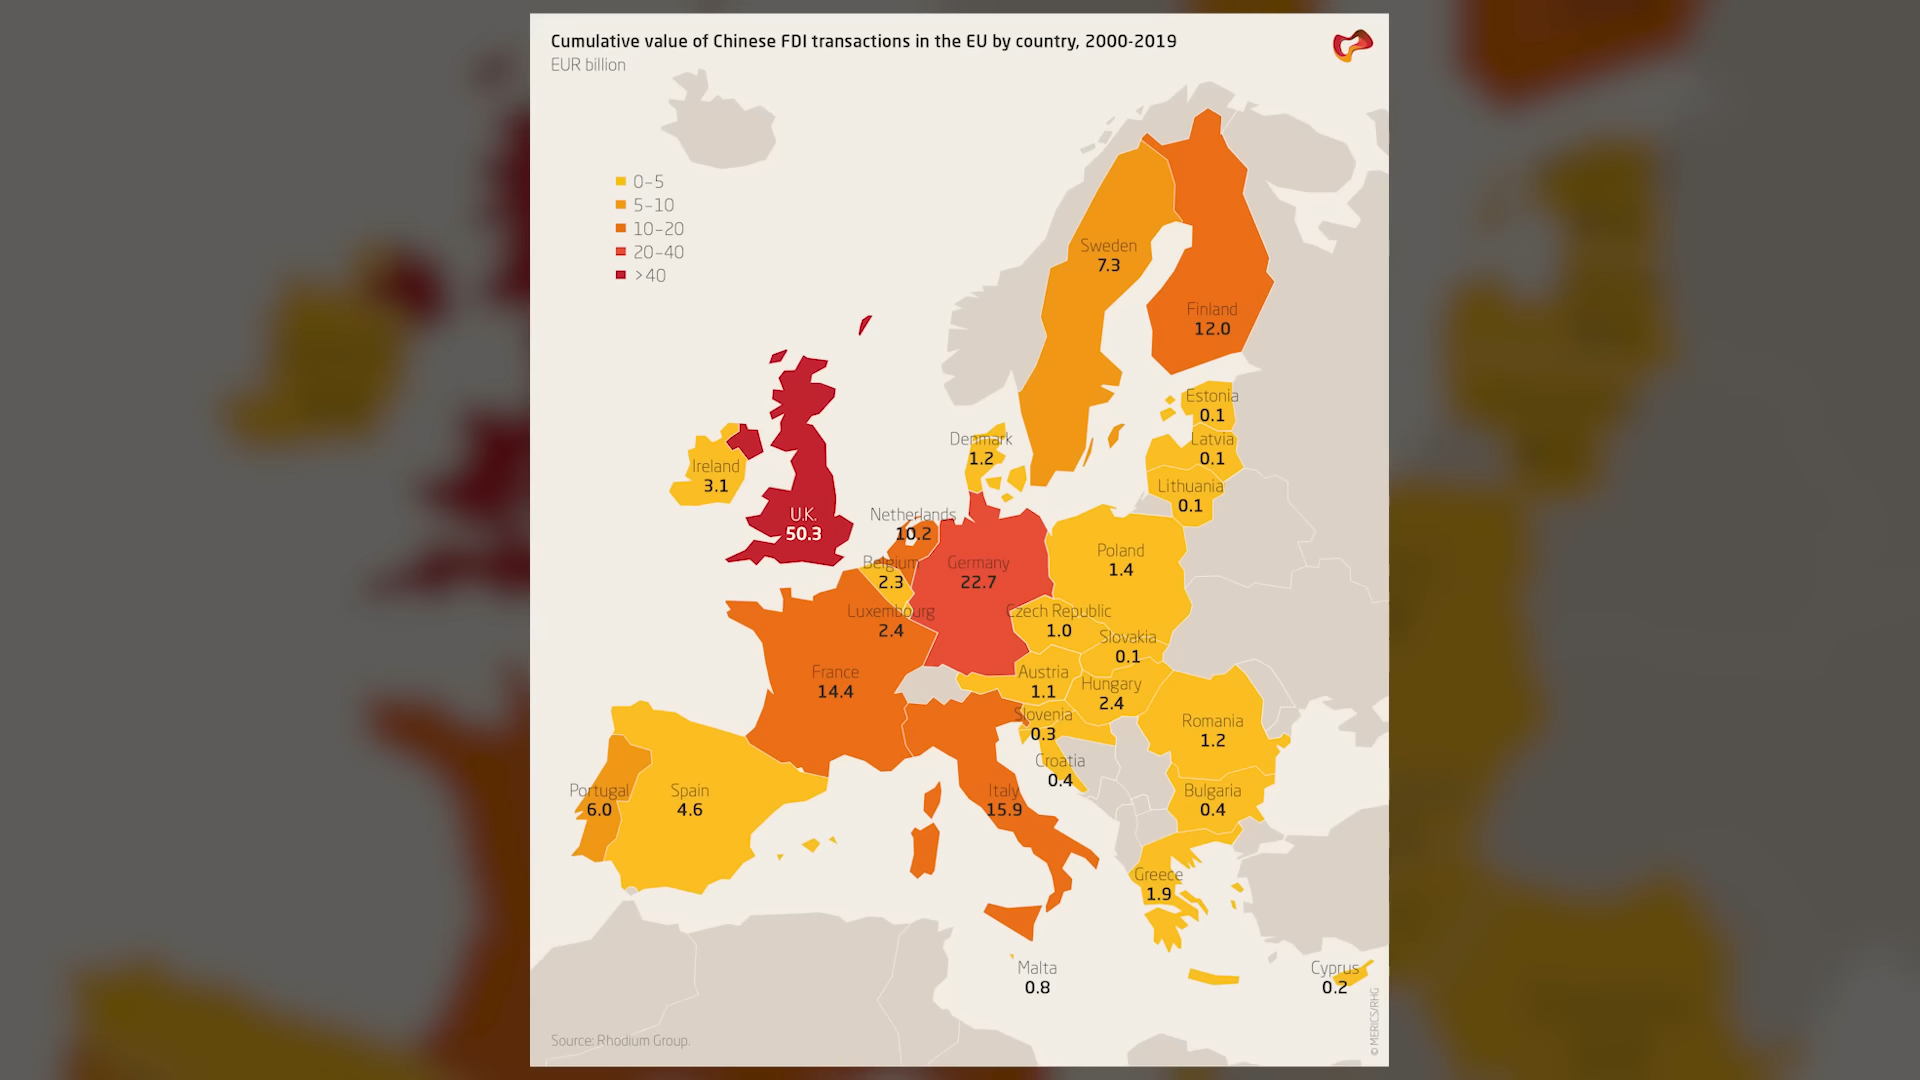 Cumulative value of Chinese FDI transactions in the EU by country, 2000-2019
EUR billion
0–5
5–10
10–20
20–40
>40
Sweden
7.3
Finland
12.0
Estonia
0.1
Latvia
0.1
Lithuania
0.1
Denmark
1.2
Ireland
3.1
U.K.
50.3
Netherlands
10.2
Belgium
2.3
Germany
22.7
Poland
1.4
Luxembourg
2.4
Czech Republic
1.0
Slovakia
0.1
France
14.4
Austria
1.1
Hungary
2.4
Slovenia
0.3
Romania
1.2
Croatia
0.4
Portugal
6.0
Spain
4.6
Italy
15.9
Bulgaria
0.4
Greece
1.9
Malta
0.8
Cyprus
0.2
Source: Rhodium Group.
© MERICS/RHG